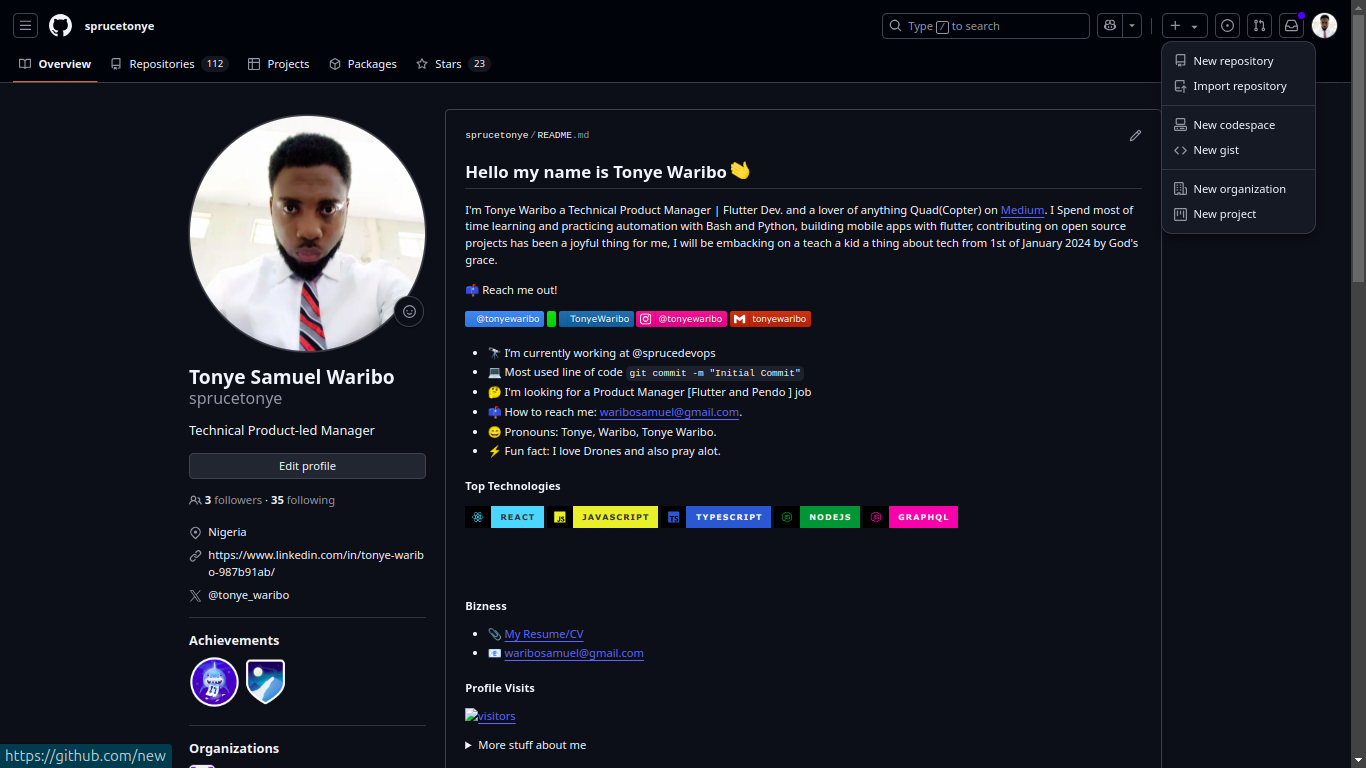 sprucetonye
Type / to search
Overview
Repositories 112
Projects
Packages
Stars 23
New repository
Import repository
New codespace
New gist
New organization
New project
Tonye Samuel Waribo
sprucetonye
Technical Product-led Manager
Edit profile
3 followers · 35 following
Nigeria
https://www.linkedin.com/in/tonye-warib
o-987b91ab/
@tonye_waribo
Achievements
Organizations
sprucetonye/README.md
Hello my name is Tonye Waribo 👋
I'm Tonye Waribo a Technical Product Manager | Flutter Dev. and a lover of anything Quad(Copter) on Medium. I Spend most of
time learning and practicing automation with Bash and Python, building mobile apps with flutter, contributing on open source
projects has been a joyful thing for me, I will be embacking on a teach a kid a thing about tech from 1st of January 2024 by God's
grace.
📫 Reach me out!
@tonyewaribo TonyeWaribo @tonyewaribo tonyewaribo
• 🔭 I'm currently working at @sprucedevops
• 💻 Most used line of code git commit -m "Initial Commit"
• 🤔 I'm looking for a Product Manager [Flutter and Pendo ] job
• 📫 How to reach me: waribosamuel@gmail.com.
• 😄 Pronouns: Tonye, Waribo, Tonye Waribo.
• ⚡ Fun fact: I love Drones and also pray alot.
Top Technologies
REACT JS JAVASCRIPT TS TYPESCRIPT NODEJS GRAPHQL
Bizness
• 📎 My Resume/CV
• 📧 waribosamuel@gmail.com
Profile Visits
visitors
▶ More stuff about me
https://github.com/new